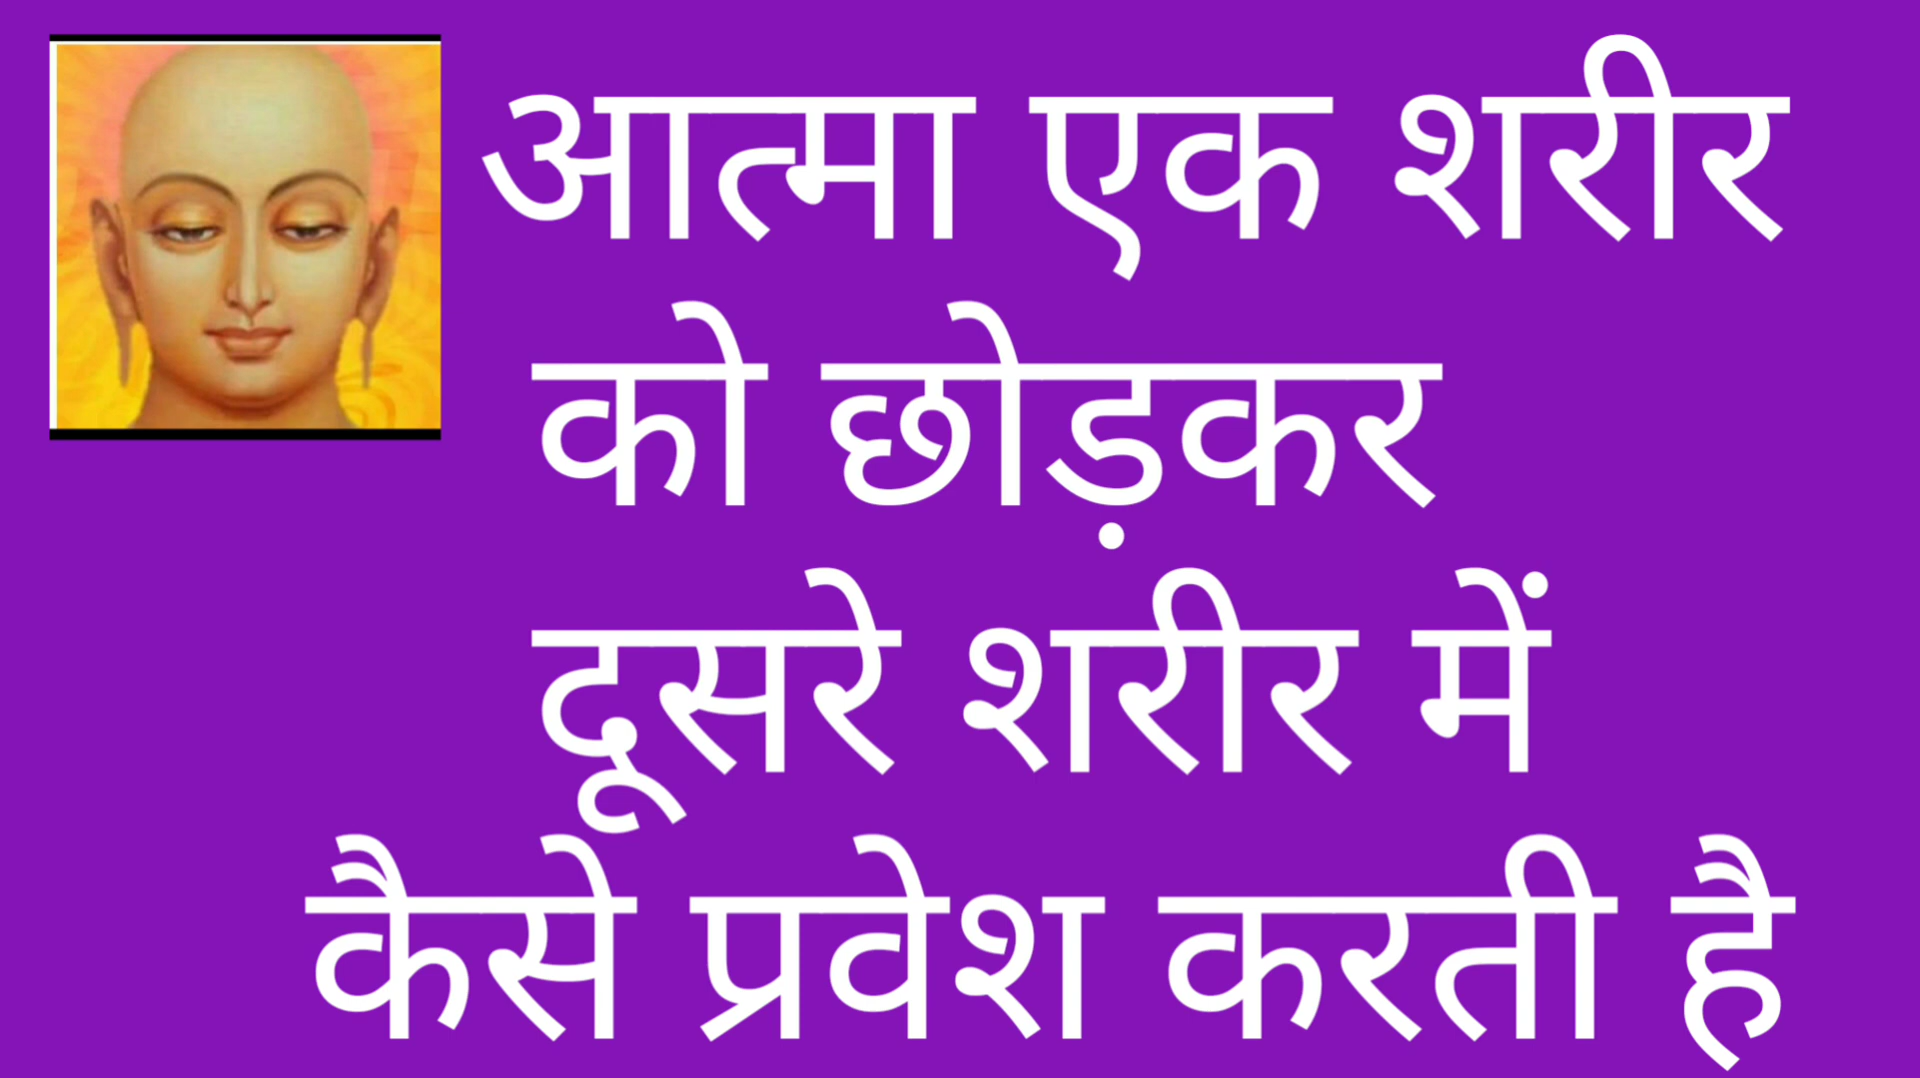 आत्मा एक शरीर
को छोड़कर
दूसरे शरीर में
कैसे प्रवेश करती है